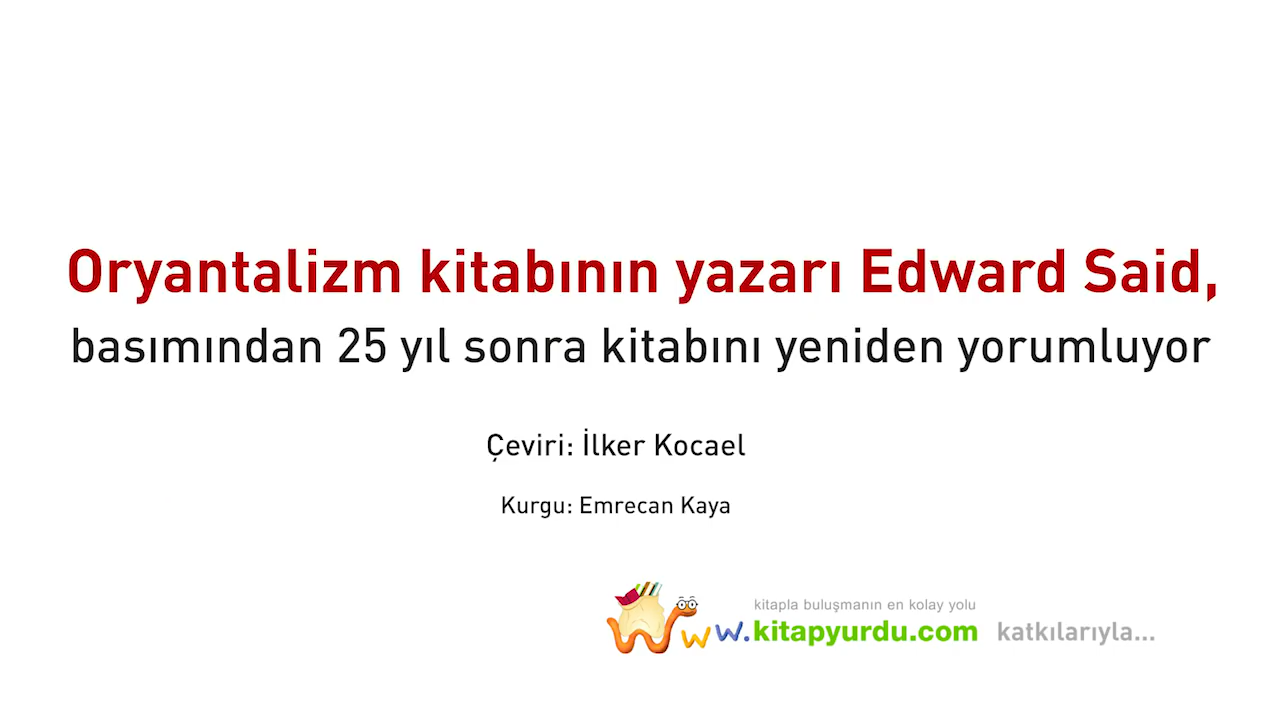 Oryantalizm kitabının yazarı Edward Said,
basımından 25 yıl sonra kitabını yeniden yorumluyor
Çeviri: İlker Kocael
Kurgu: Emrecan Kaya
kitapla buluşmanın en kolay yolu
www.kitapyurdu.com katkılarıyla...